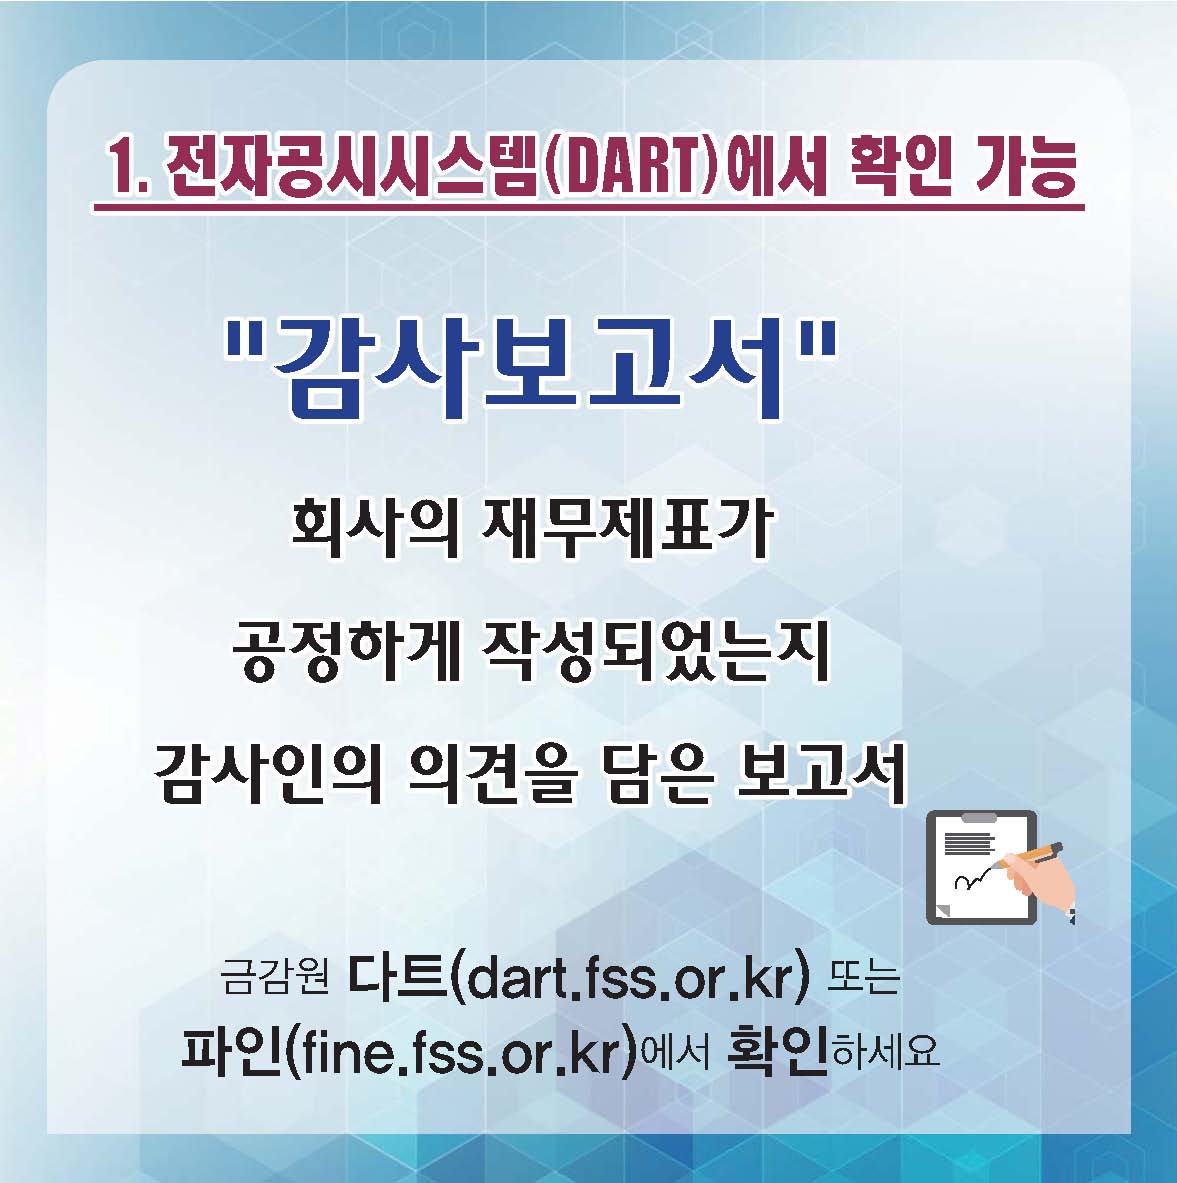 1. 전자공시시스템(DART)에서 확인 가능
"감사보고서"
회사의 재무제표가
공정하게 작성되었는지
감사인의 의견을 담은 보고서
금감원 다트(dart.fss.or.kr) 또는
파인(fine.fss.or.kr)에서 확인하세요